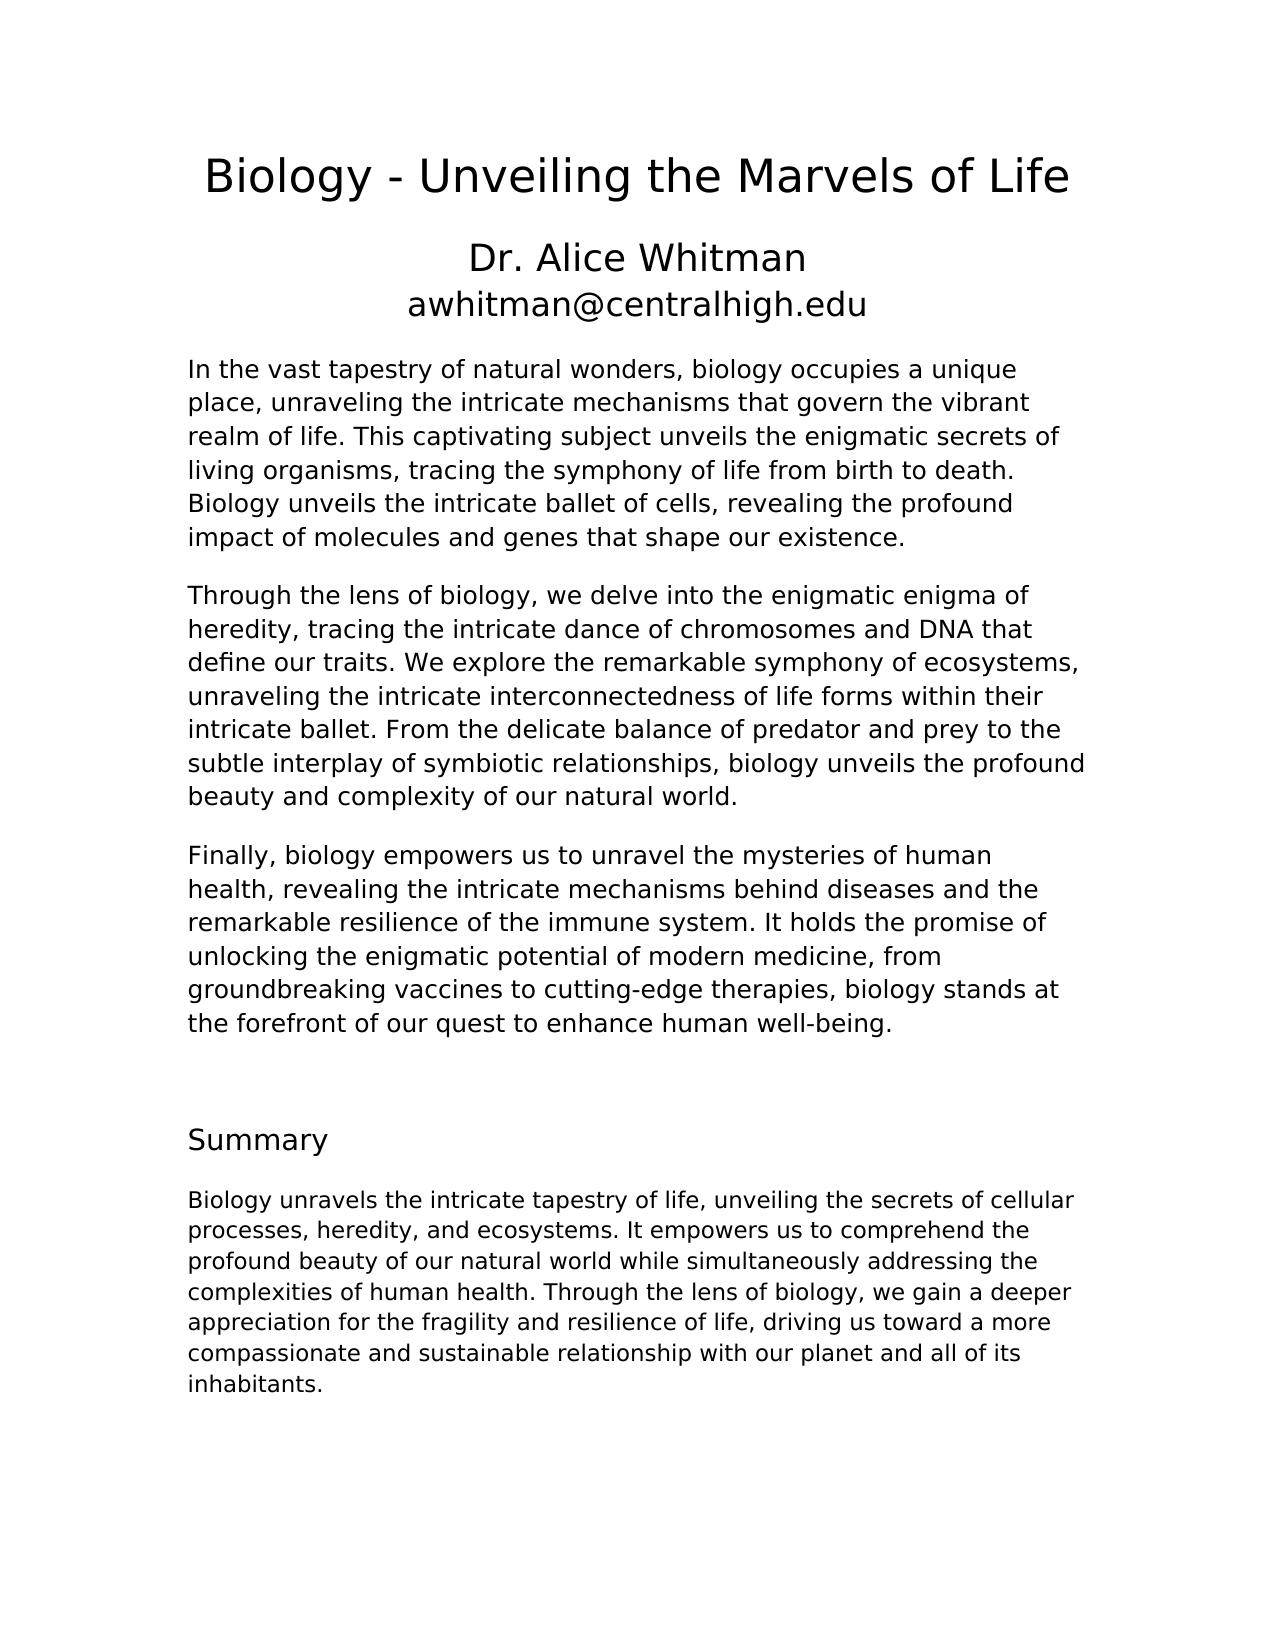 Biology - Unveiling the Marvels of Life
Dr. Alice Whitman
awhitman@centralhigh.edu
In the vast tapestry of natural wonders, biology occupies a unique
place, unraveling the intricate mechanisms that govern the vibrant
realm of life. This captivating subject unveils the enigmatic secrets of
living organisms, tracing the symphony of life from birth to death.
Biology unveils the intricate ballet of cells, revealing the profound
impact of molecules and genes that shape our existence.
Through the lens of biology, we delve into the enigmatic enigma of
heredity, tracing the intricate dance of chromosomes and DNA that
define our traits. We explore the remarkable symphony of ecosystems,
unraveling the intricate interconnectedness of life forms within their
intricate ballet. From the delicate balance of predator and prey to the
subtle interplay of symbiotic relationships, biology unveils the profound
beauty and complexity of our natural world.
Finally, biology empowers us to unravel the mysteries of human
health, revealing the intricate mechanisms behind diseases and the
remarkable resilience of the immune system. It holds the promise of
unlocking the enigmatic potential of modern medicine, from
groundbreaking vaccines to cutting-edge therapies, biology stands at
the forefront of our quest to enhance human well-being.
Summary
Biology unravels the intricate tapestry of life, unveiling the secrets of cellular
processes, heredity, and ecosystems. It empowers us to comprehend the
profound beauty of our natural world while simultaneously addressing the
complexities of human health. Through the lens of biology, we gain a deeper
appreciation for the fragility and resilience of life, driving us toward a more
compassionate and sustainable relationship with our planet and all of its
inhabitants.